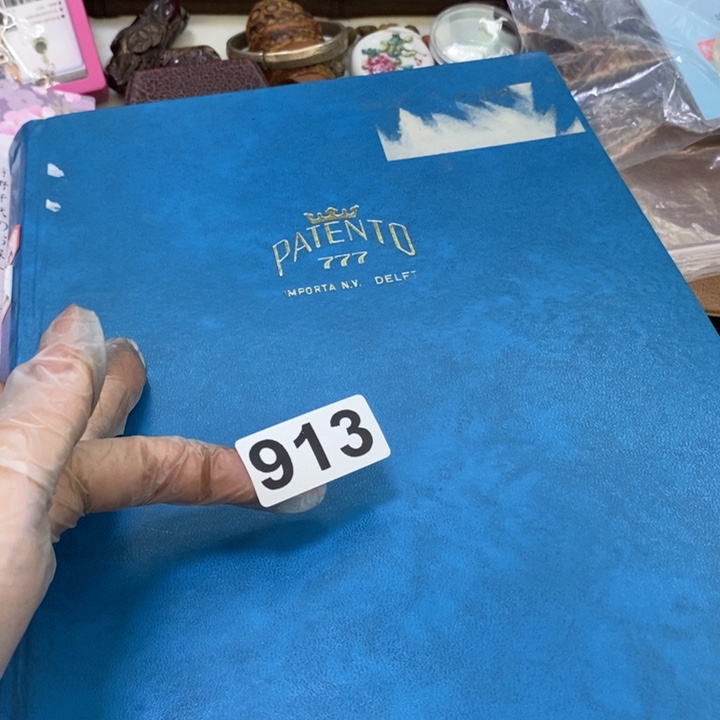 PATENTO
777
IMPORTA N.V. DELFT
913